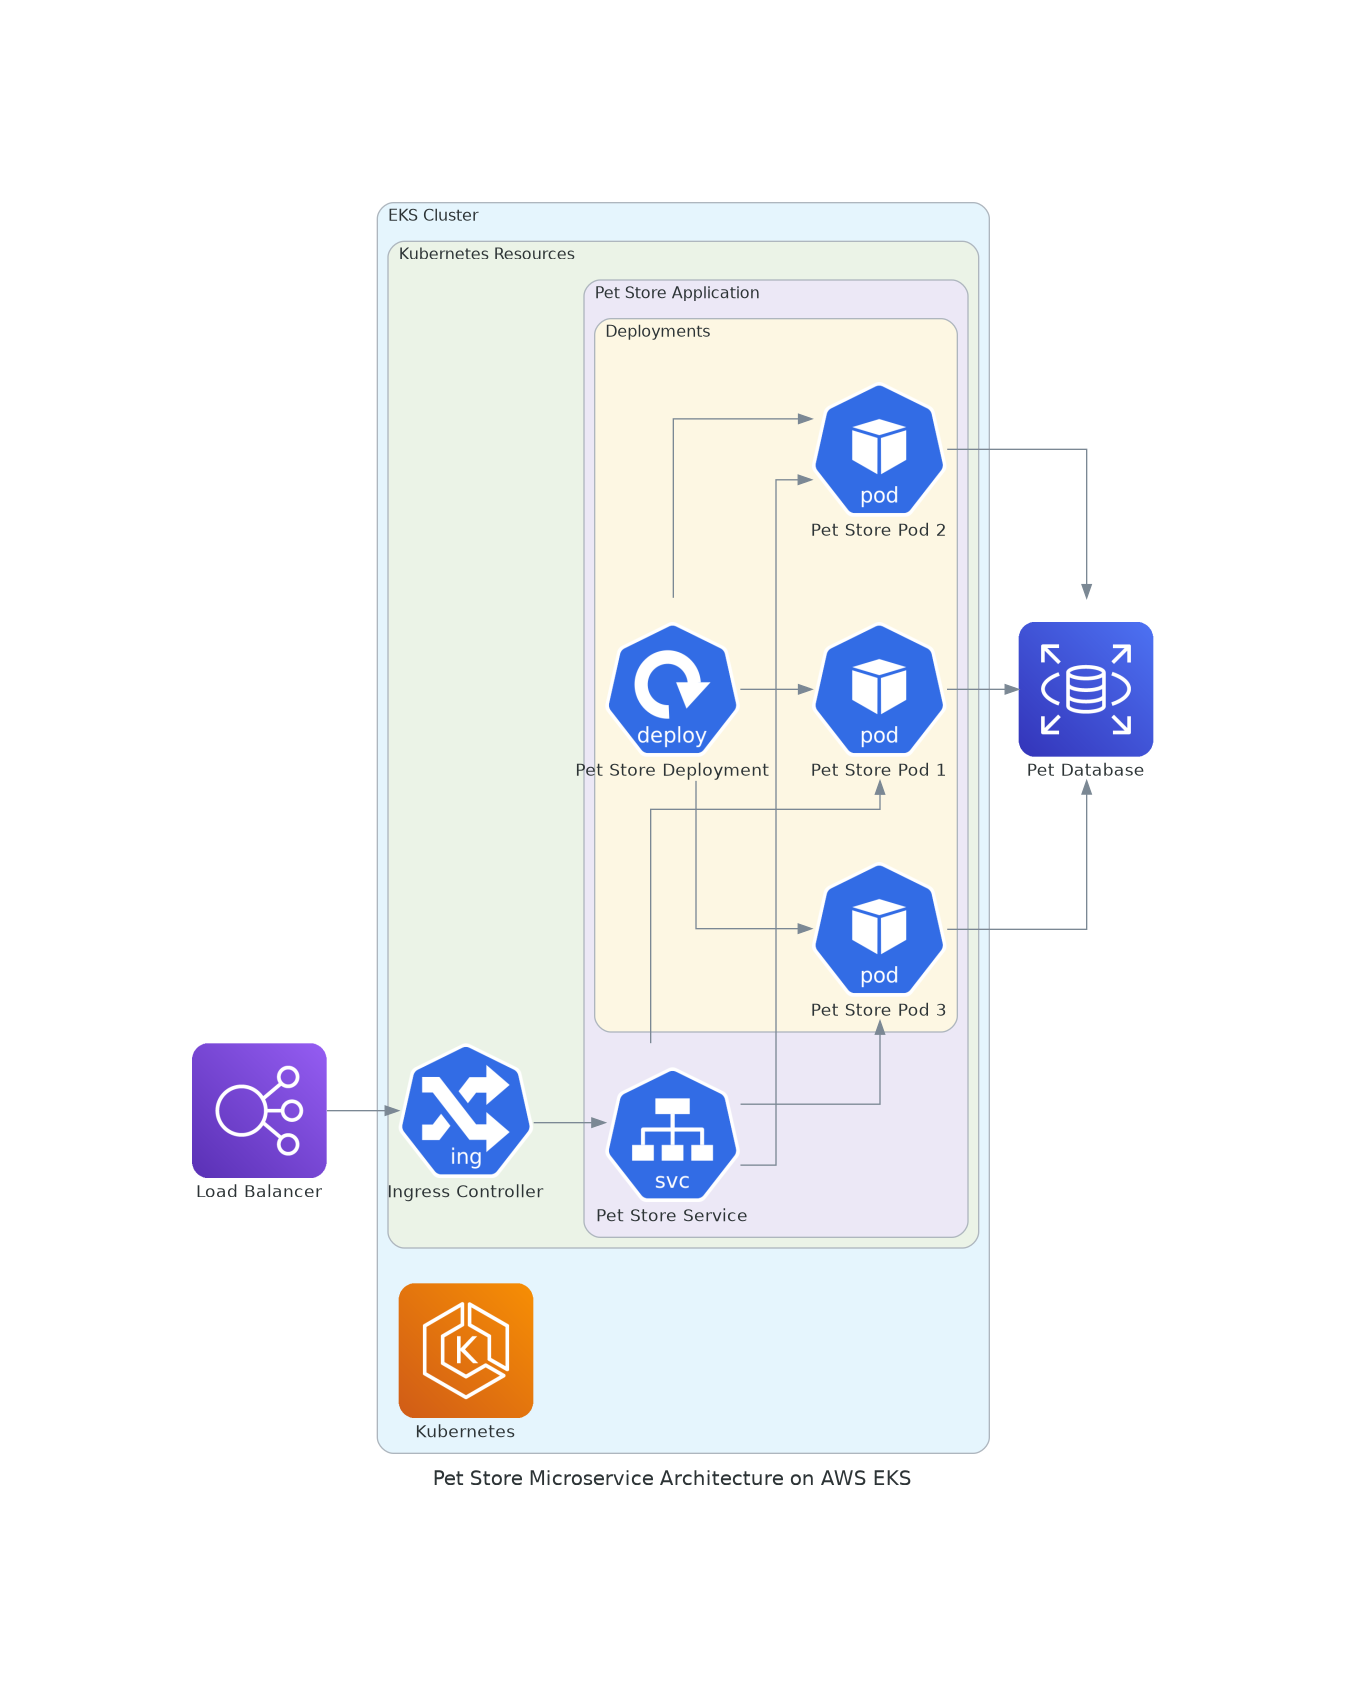 EKS Cluster
Kubernetes Resources
Pet Store Application
Deployments
pod
Pet Store Pod 2
deploy
Pet Store Deployment
pod
Pet Store Pod 1
Pet Database
pod
Pet Store Pod 3
Load Balancer
ing
Ingress Controller
svc
Pet Store Service
K
Kubernetes
Pet Store Microservice Architecture on AWS EKS